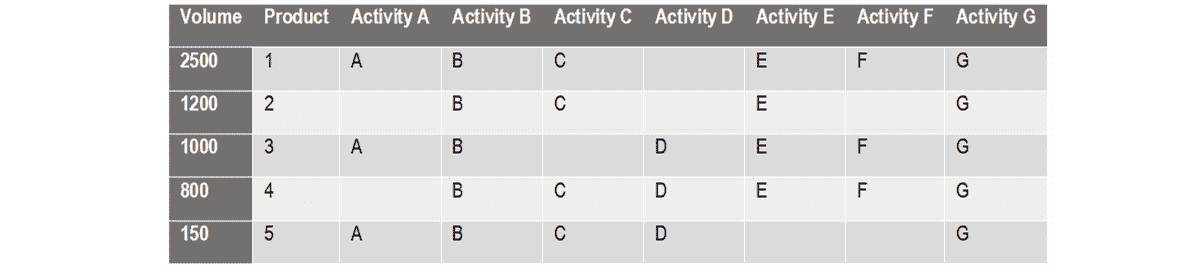 Volume Product Activity A Activity B Activity C Activity D Activity E Activity F Activity G
2500 1 A B C E F G
1200 2 B C E G
1000 3 A B D E F G
800 4 B C D E F G
150 5 A B C D G